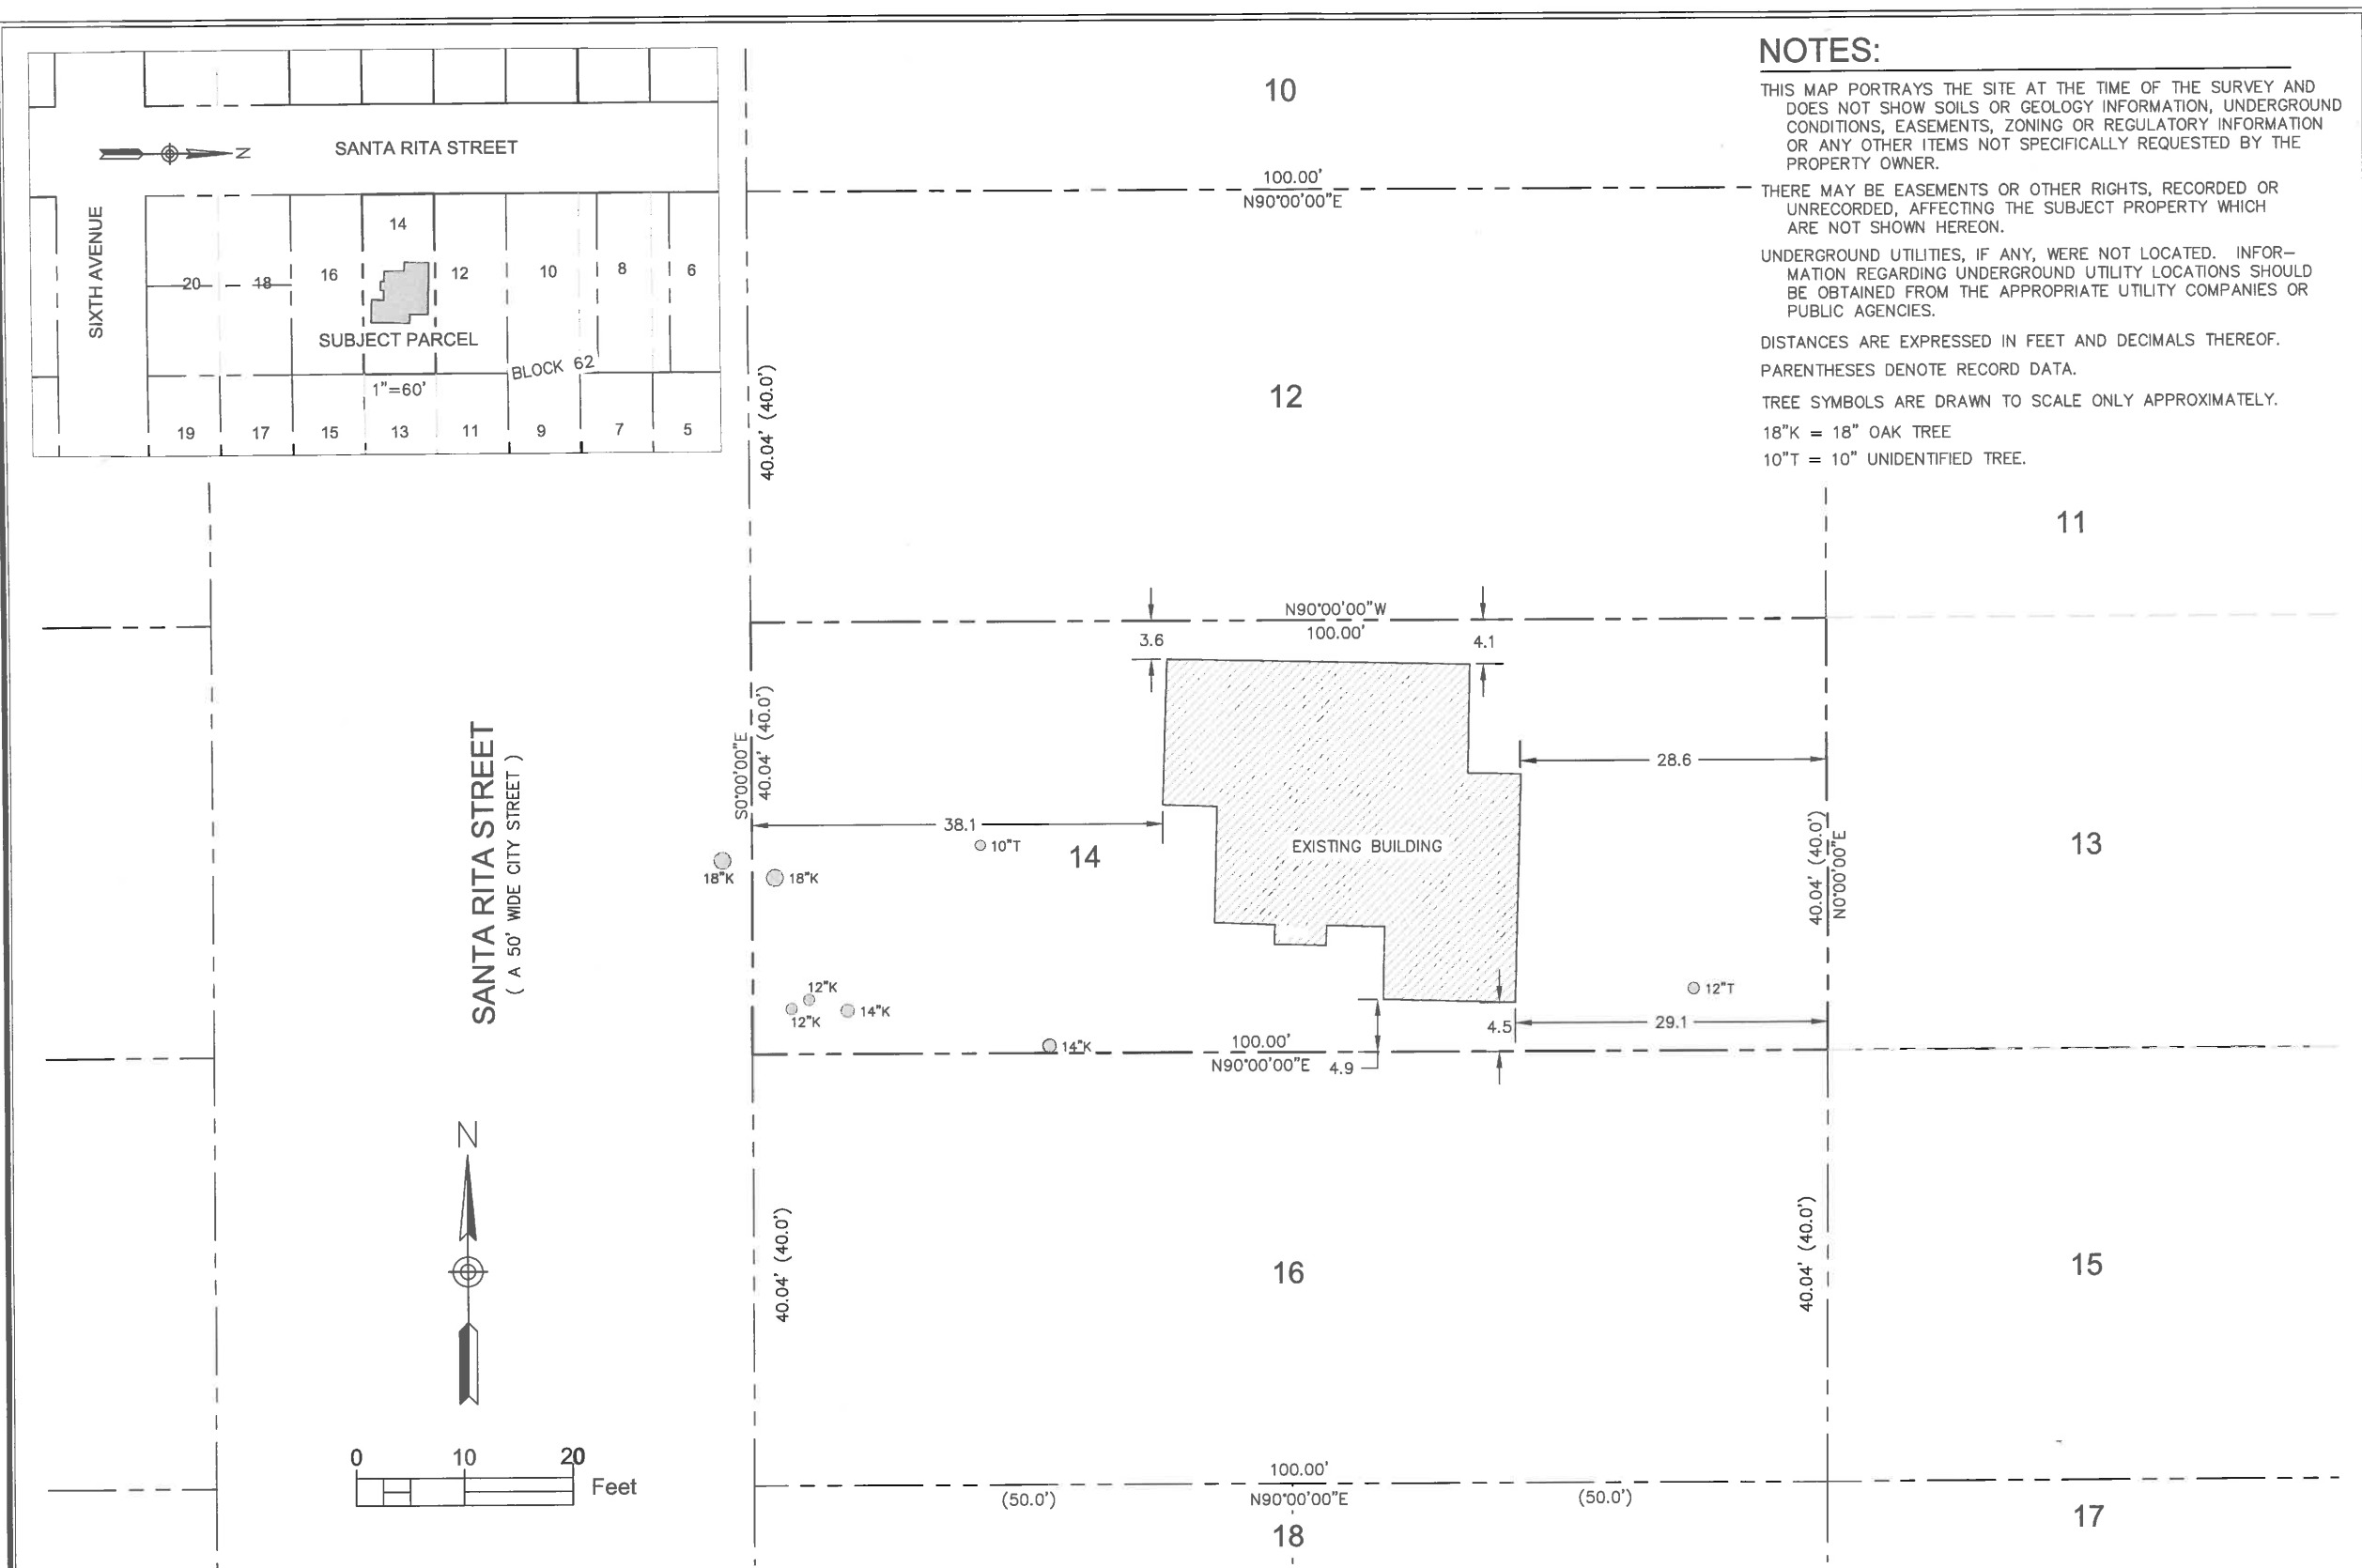 SANTA RITA STREET
N
SIXTH AVENUE
14
20
18
16
12
10
8
6
SUBJECT PARCEL
BLOCK 62
1"=60'
19
17
15
13
11
9
7
5
NOTES:
THIS MAP PORTRAYS THE SITE AT THE TIME OF THE SURVEY AND
DOES NOT SHOW SOILS OR GEOLOGY INFORMATION, UNDERGROUND
CONDITIONS, EASEMENTS, ZONING OR REGULATORY INFORMATION
OR ANY OTHER ITEMS NOT SPECIFICALLY REQUESTED BY THE
PROPERTY OWNER.
THERE MAY BE EASEMENTS OR OTHER RIGHTS, RECORDED OR
UNRECORDED, AFFECTING THE SUBJECT PROPERTY WHICH
ARE NOT SHOWN HEREON.
UNDERGROUND UTILITIES, IF ANY, WERE NOT LOCATED. INFOR–
MATION REGARDING UNDERGROUND UTILITY LOCATIONS SHOULD
BE OBTAINED FROM THE APPROPRIATE UTILITY COMPANIES OR
PUBLIC AGENCIES.
DISTANCES ARE EXPRESSED IN FEET AND DECIMALS THEREOF.
PARENTHESES DENOTE RECORD DATA.
TREE SYMBOLS ARE DRAWN TO SCALE ONLY APPROXIMATELY.
18"K = 18" OAK TREE
10"T = 10" UNIDENTIFIED TREE.
10
100.00'
N90°00'00"E
12
40.04' (40.0')
11
N90°00'00"W
100.00'
3.6
4.1
SANTA RITA STREET
( A 50' WIDE CITY STREET )
S0°00'00"E
40.04' (40.0')
38.1
28.6
10"T
14
EXISTING BUILDING
40.04' (40.0')
N0°00'00"E
13
18"K
18"K
12"K
12"K
14"K
14"K
12"T
4.5
29.1
100.00'
N90°00'00"E
4.9
N
40.04' (40.0')
16
40.04' (40.0')
15
0 10 20
Feet
100.00'
(50.0')
N90°00'00"E
(50.0')
18
17